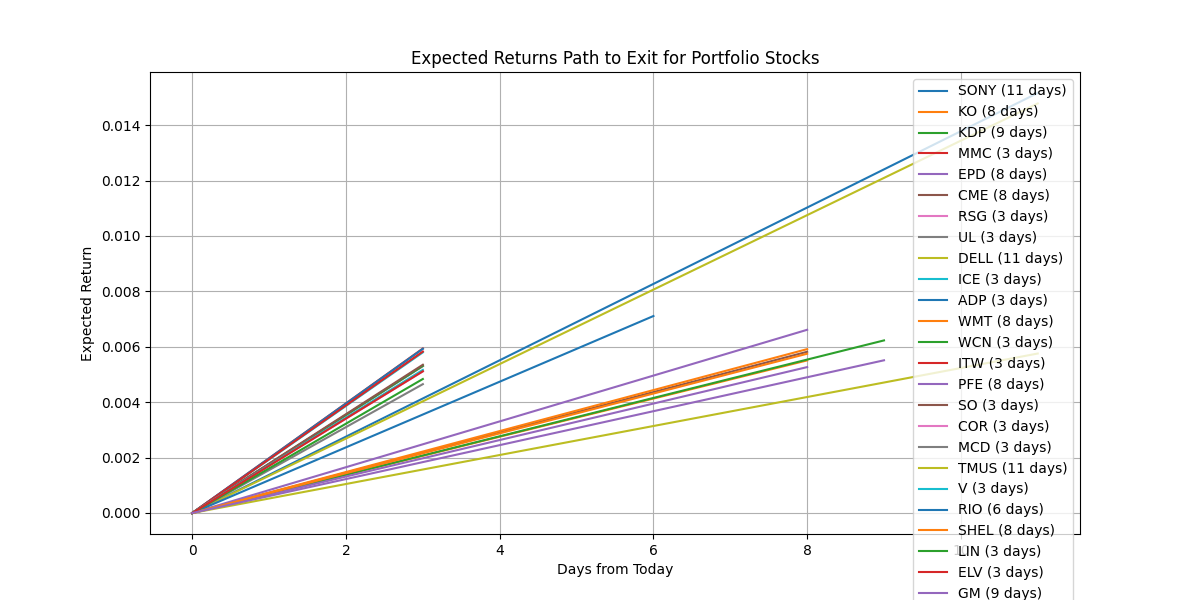 Expected Returns Path to Exit for Portfolio Stocks
Expected Return
0.014
0.012
0.010
0.008
0.006
0.004
0.002
0.000
0
2
4
6
8
10
Days from Today
SONY (11 days)
KO (8 days)
KDP (9 days)
MMC (3 days)
EPD (8 days)
CME (8 days)
RSG (3 days)
UL (3 days)
DELL (11 days)
ICE (3 days)
ADP (3 days)
WMT (8 days)
WCN (3 days)
ITW (3 days)
PFE (8 days)
SO (3 days)
COR (3 days)
MCD (3 days)
TMUS (11 days)
V (3 days)
RIO (6 days)
SHEL (8 days)
LIN (3 days)
ELV (3 days)
GM (9 days)